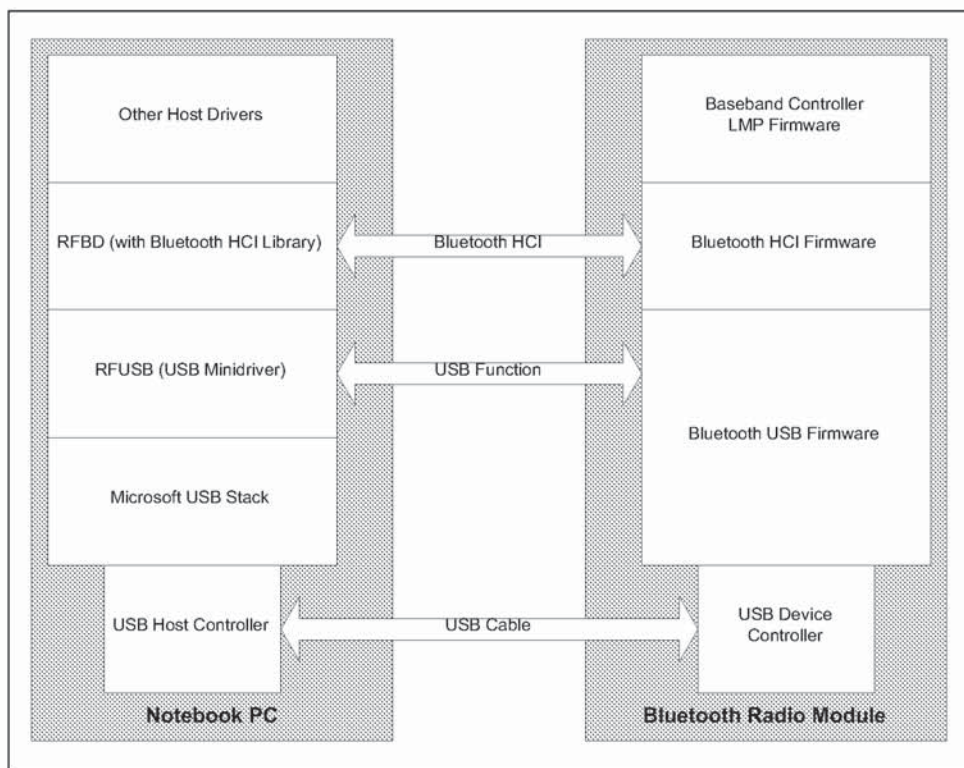 Other Host Drivers
Baseband Controller
LMP Firmware
RFBD (with Bluetooth HCI Library)
Bluetooth HCI
Bluetooth HCI Firmware
RFUSB (USB Minidriver)
USB Function
Bluetooth USB Firmware
Microsoft USB Stack
USB Host Controller
USB Cable
USB Device
Controller
Notebook PC
Bluetooth Radio Module